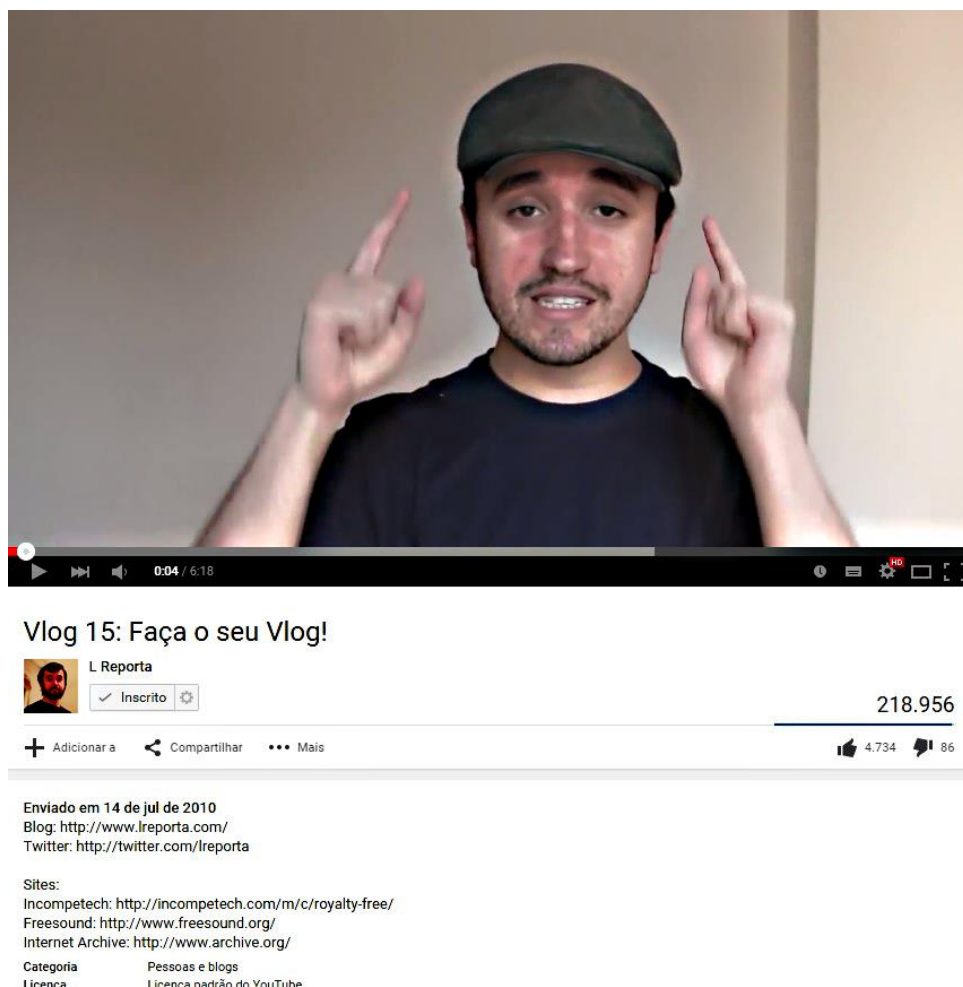 HD
0:04 / 6:18
Vlog 15: Faça o seu Vlog!
L Reporta
Inscrito
218.956
Adicionar a Compartilhar Mais 4.734 86
Enviado em 14 de jul de 2010
Blog: http://www.lreporta.com/
Twitter: http://twitter.com/lreporta
Sites:
Incompetech: http://incompetech.com/m/c/royalty-free/
Freesound: http://www.freesound.org/
Internet Archive: http://www.archive.org/
Categoria Pessoas e blogs
Licença Licença padrão do YouTube